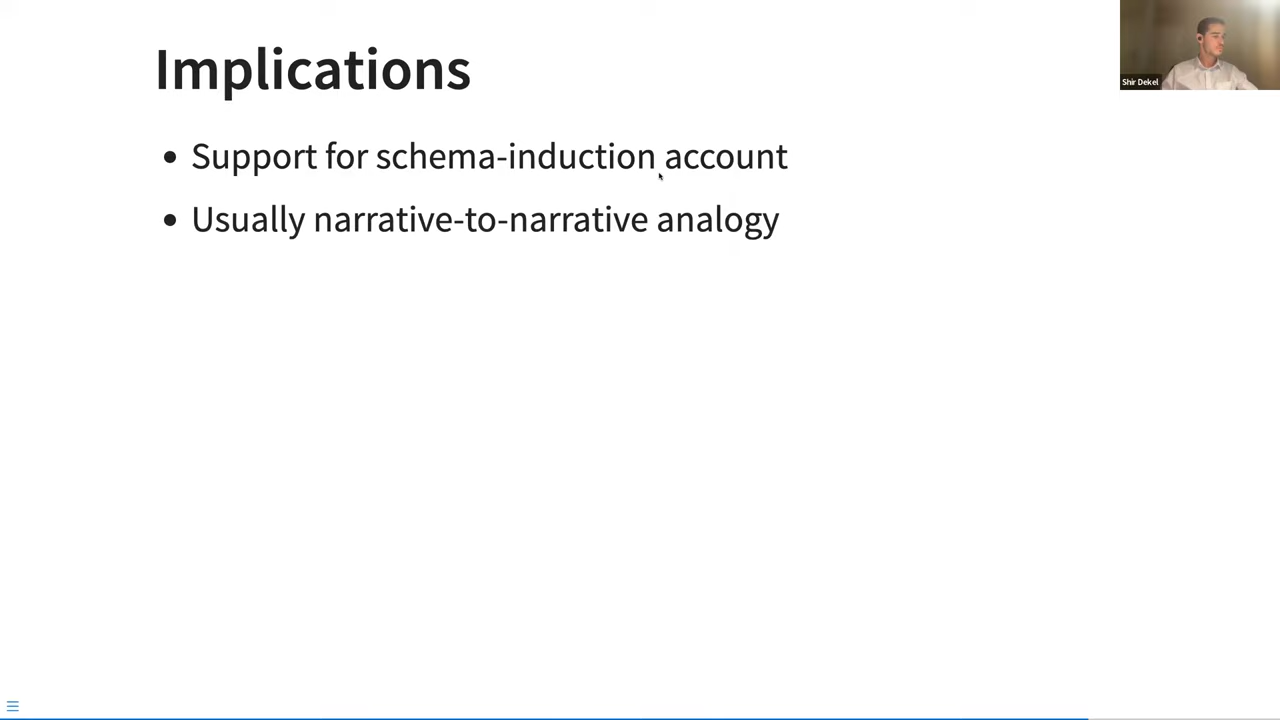 Implications
Shir Dekel
• Support for schema-induction account
• Usually narrative-to-narrative analogy